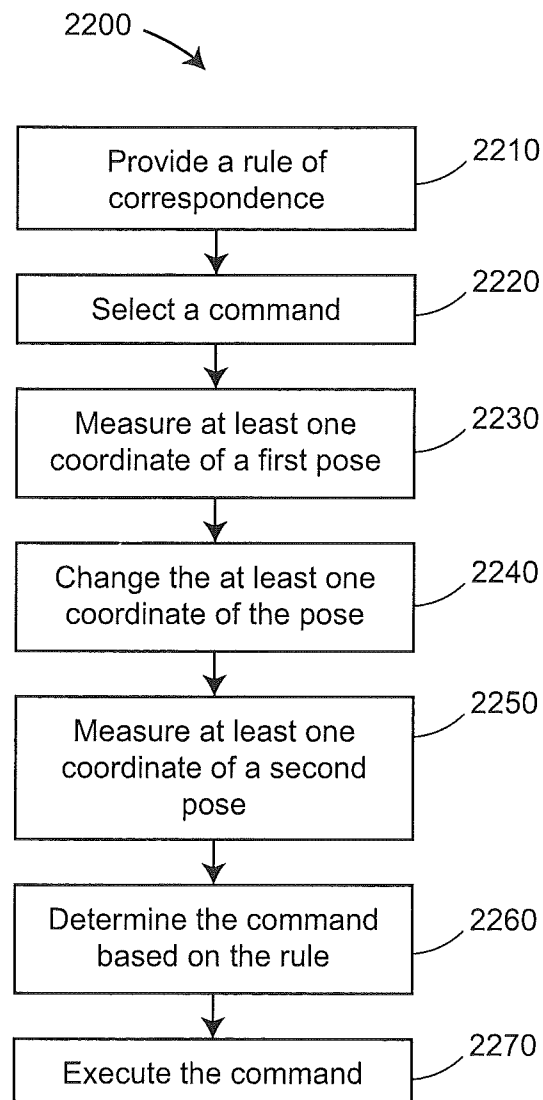 2200
Provide a rule of
correspondence
2210
Select a command
2220
Measure at least one
coordinate of a first pose
2230
Change the at least one
coordinate of the pose
2240
Measure at least one
coordinate of a second
pose
2250
Determine the command
based on the rule
2260
Execute the command
2270